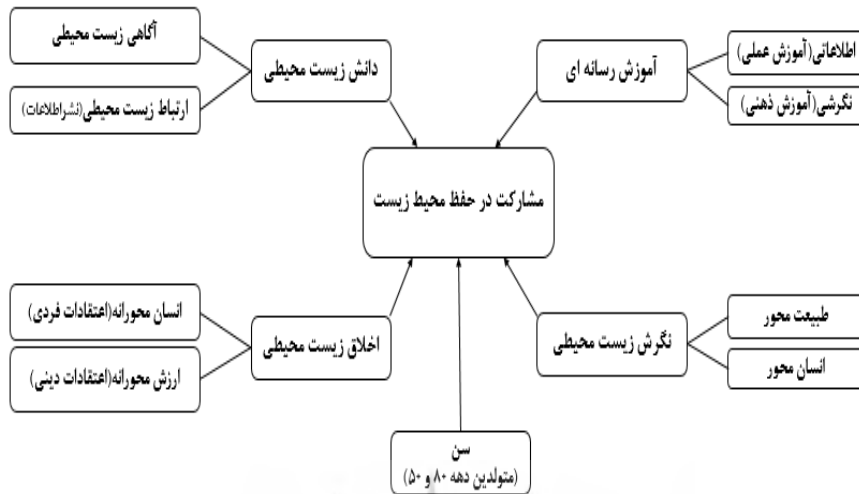 آگاهی زیست محیطی
دانش زیست محیطی
ارتباط زیست محیطی(نشراطلاعات)
آموزش رسانه ای
اطلاعاتی(آموزش عملی)
نگرشی(آموزش ذهنی)
مشارکت در حفظ محیط زیست
انسان محورانه(اعتقادات فردی)
اخلاق زیست محیطی
ارزش محورانه(اعتقادات دینی)
نگرش زیست محیطی
طبیعت محور
انسان محور
سن
(متولدین دهه ۸۰ و ۵۰)